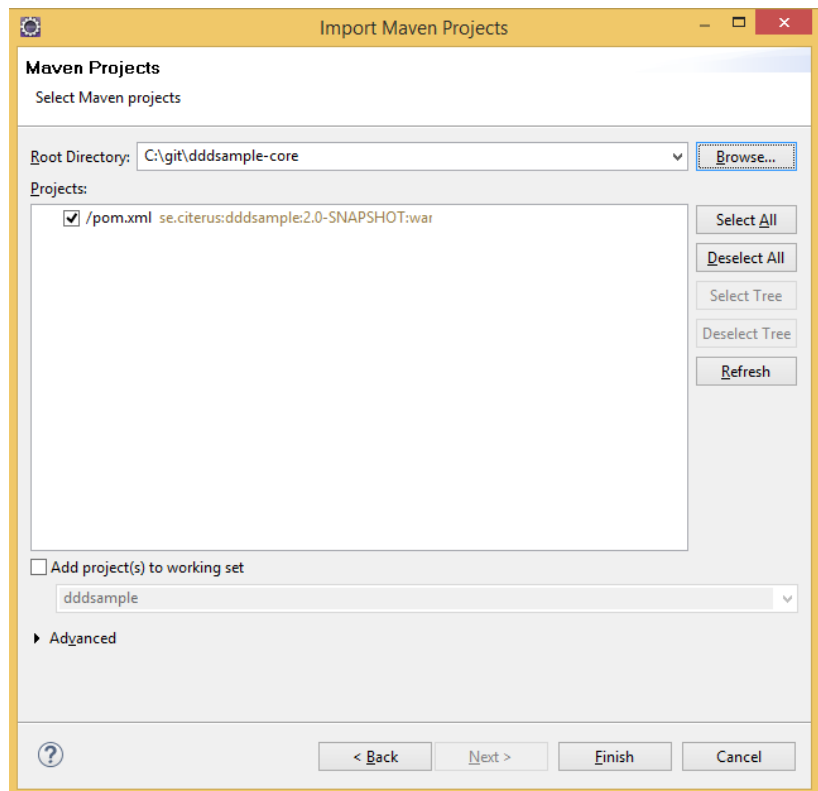 Import Maven Projects
Maven Projects
Select Maven projects
Root Directory: C:\git\dddsample-core Browse...
Projects:
/pom.xml se.citerus:dddsample:2.0-SNAPSHOT:war
Select All
Deselect All
Select Tree
Deselect Tree
Refresh
Add project(s) to working set
dddsample
Advanced
? < Back Next > Finish Cancel